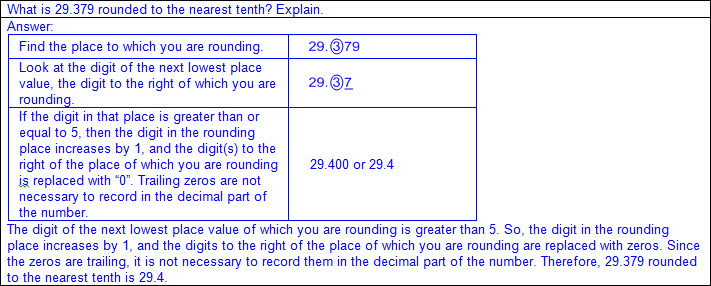 What is 29.379 rounded to the nearest tenth? Explain.
Answer:
Find the place to which you are rounding.
29.③79
Look at the digit of the next lowest place
value, the digit to the right of which you are
rounding.
29.③7
If the digit in that place is greater than or
equal to 5, then the digit in the rounding
place increases by 1, and the digit(s) to the
right of the place of which you are rounding
is replaced with “0”. Trailing zeros are not
necessary to record in the decimal part of
the number.
29.400 or 29.4
The digit of the next lowest place value of which you are rounding is greater than 5. So, the digit in the rounding
place increases by 1, and the digits to the right of the place of which you are rounding are replaced with zeros. Since
the zeros are trailing, it is not necessary to record them in the decimal part of the number. Therefore, 29.379 rounded
to the nearest tenth is 29.4.